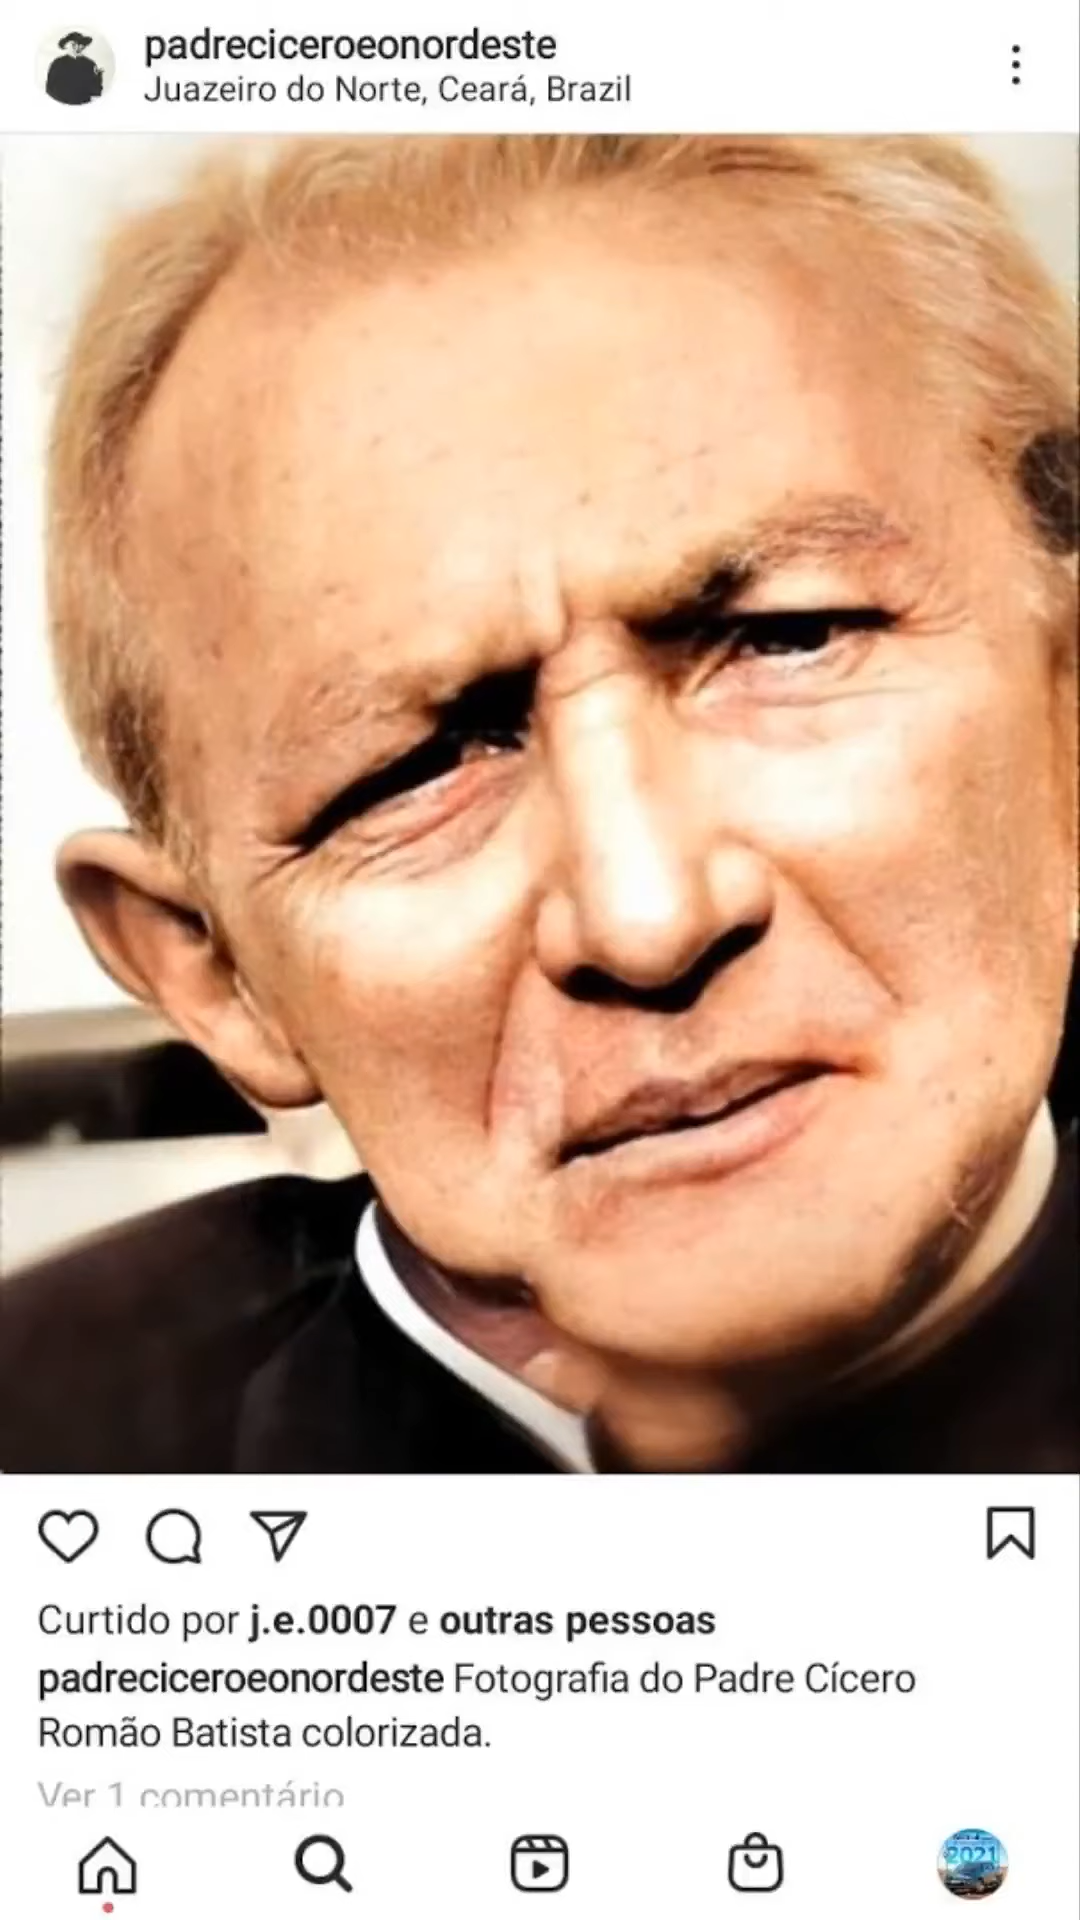 padreciceroeonordeste
Juazeiro do Norte, Ceará, Brazil
Curtido por j.e.0007 e outras pessoas
padreciceroeonordeste Fotografia do Padre Cícero
Romão Batista colorizada.
Ver 1 comentário
2021